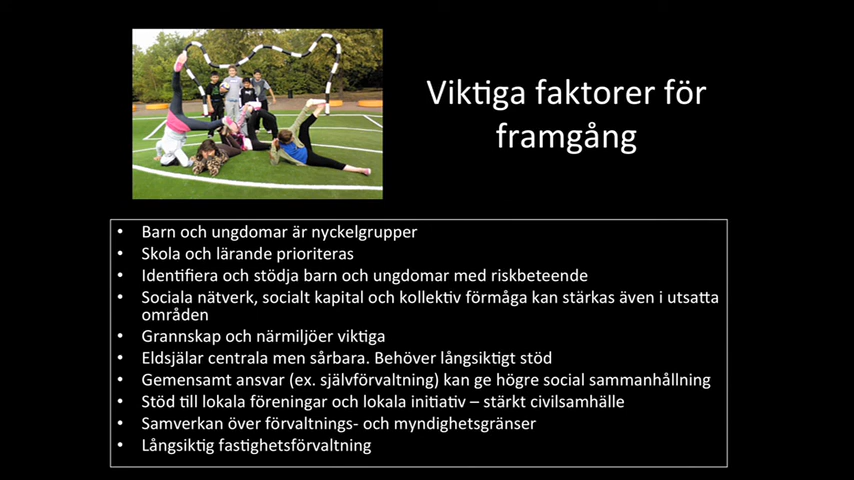 Viktiga faktorer för
framgång
• Barn och ungdomar är nyckelgrupper
• Skola och lärande prioriteras
• Identifiera och stödja barn och ungdomar med riskbeteende
• Sociala nätverk, socialt kapital och kollektiv förmåga kan stärkas även i utsatta
områden
• Grannskap och närmiljöer viktiga
• Eldsjälar centrala men sårbara. Behöver långsiktigt stöd
• Gemensamt ansvar (ex. självförvaltning) kan ge högre social sammanhållning
• Stöd till lokala föreningar och lokala initiativ – stärkt civilsamhälle
• Samverkan över förvaltnings- och myndighetsgränser
• Långsiktig fastighetsförvaltning